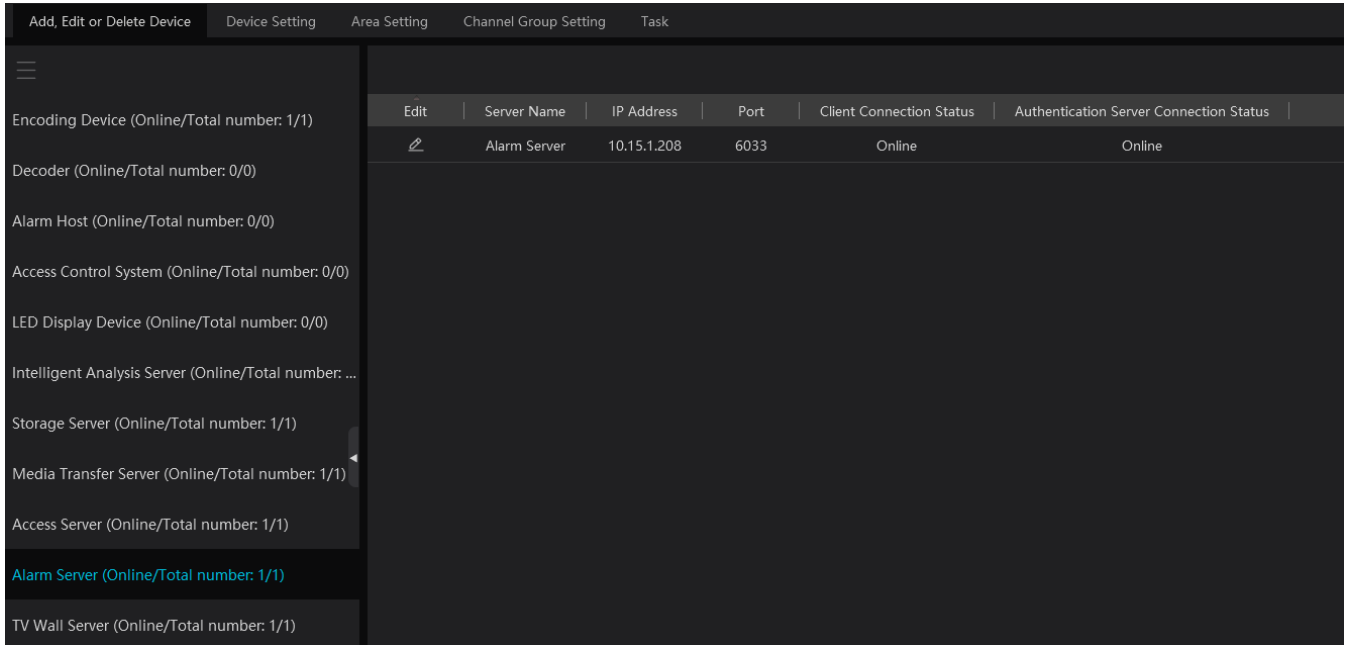 Add, Edit or Delete Device Device Setting Area Setting Channel Group Setting Task
Edit Server Name IP Address Port Client Connection Status Authentication Server Connection Status
Alarm Server 10.15.1.208 6033 Online Online
Encoding Device (Online/Total number: 1/1)
Decoder (Online/Total number: 0/0)
Alarm Host (Online/Total number: 0/0)
Access Control System (Online/Total number: 0/0)
LED Display Device (Online/Total number: 0/0)
Intelligent Analysis Server (Online/Total number: ...
Storage Server (Online/Total number: 1/1)
Media Transfer Server (Online/Total number: 1/1)
Access Server (Online/Total number: 1/1)
Alarm Server (Online/Total number: 1/1)
TV Wall Server (Online/Total number: 1/1)